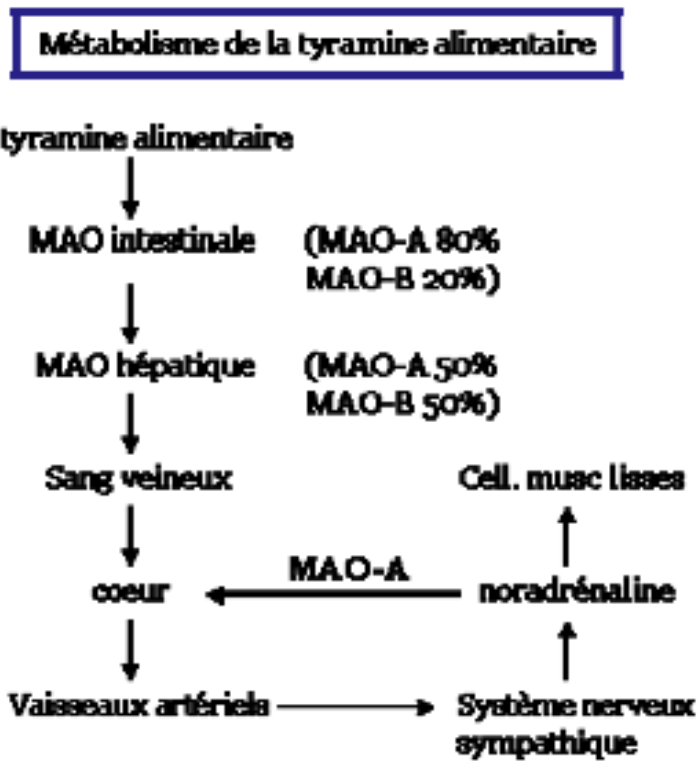 Métabolisme de la tyramine alimentaire
tyramine alimentaire
MAO intestinale (MAO-A 80%
MAO-B 20%)
MAO hépatique (MAO-A 50%
MAO-B 50%)
Sang veineux
Cell. musc lisses
MAO-A
coeur
noradrénaline
Vaisseaux artériels
Système nerveux
sympathique